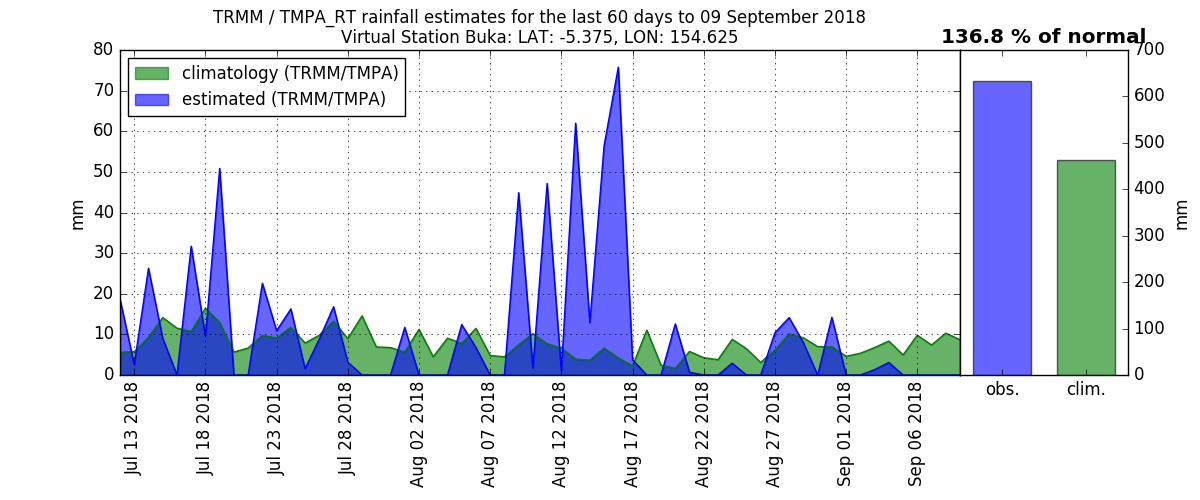 TRMM / TMPA_RT rainfall estimates for the last 60 days to 09 September 2018
Virtual Station Buka: LAT: -5.375, LON: 154.625
136.8 % of normal
climatology (TRMM/TMPA)
estimated (TRMM/TMPA)
80
70
60
50
40
30
20
10
0
mm
Jul 13 2018
Jul 18 2018
Jul 23 2018
Jul 28 2018
Aug 02 2018
Aug 07 2018
Aug 12 2018
Aug 17 2018
Aug 22 2018
Aug 27 2018
Sep 01 2018
Sep 06 2018
700
600
500
400
300
200
100
0
mm
obs.
clim.